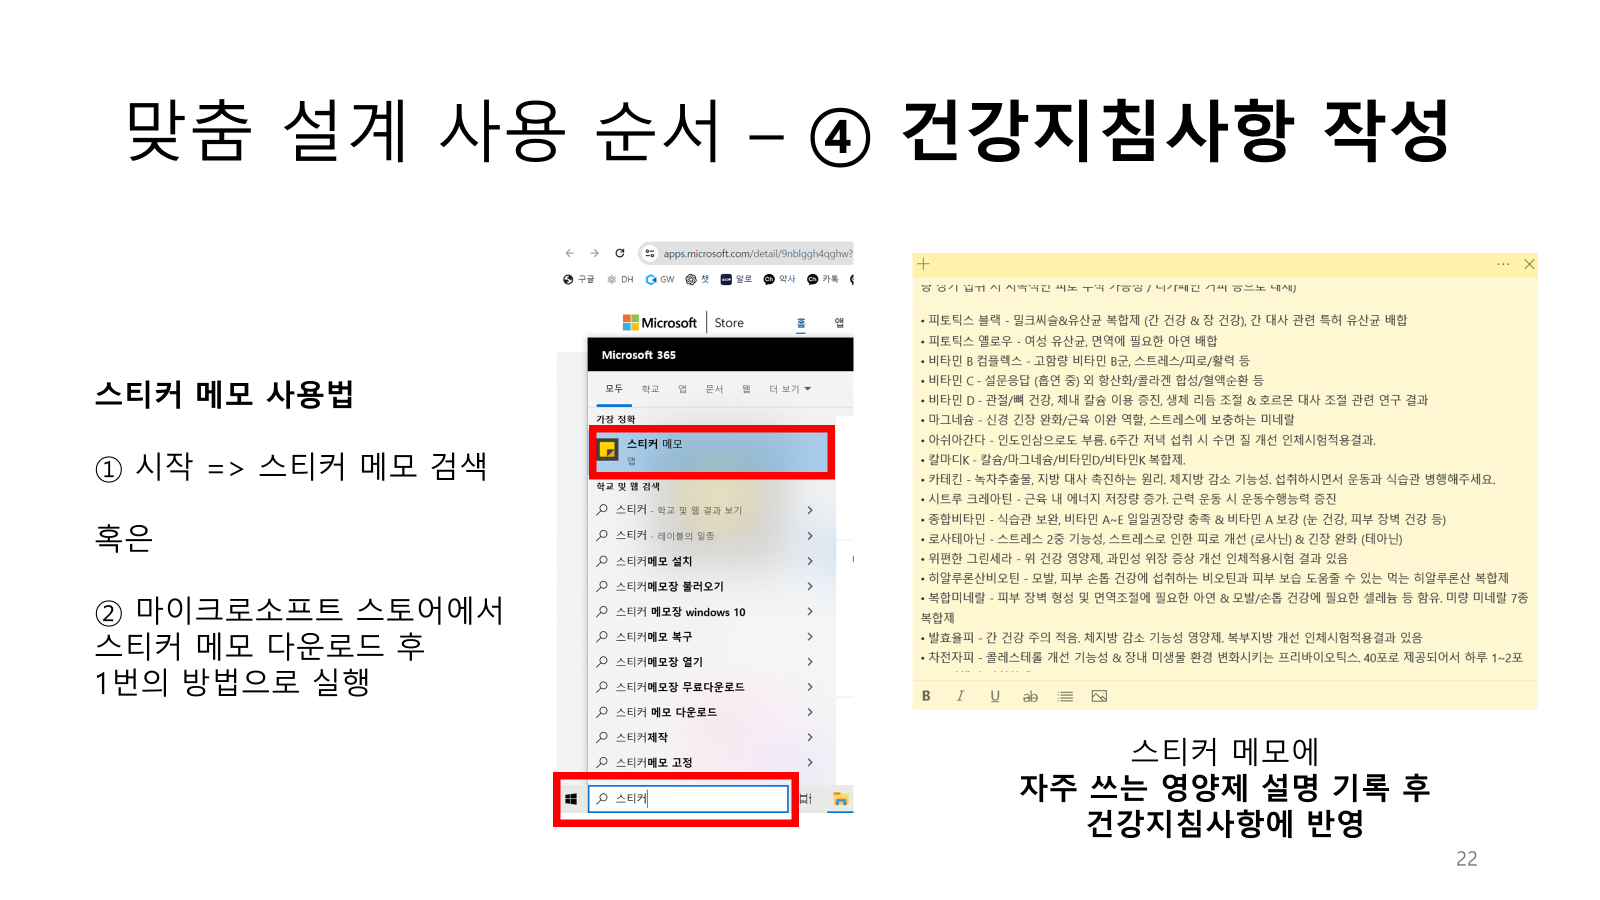 맞춤 설계 사용 순서 – ④ 건강지침사항 작성
스티커 메모 사용법
① 시작 => 스티커 메모 검색
혹은
② 마이크로소프트 스토어에서
스티커 메모 다운로드 후
1번의 방법으로 실행
apps.microsoft.com/detail/9nblggh4qghw?
구글 DH GW 챗 알로 약사 카톡
Microsoft Store 홈 앱
Microsoft 365
모두 학교 앱 문서 웹 더 보기
가장 정확
스티커 메모
앱
학교 및 웹 검색
스티커 - 학교 및 웹 결과 보기
스티커 - 레이블의 일종
스티커메모 설치
스티커메모장 불러오기
스티커 메모장 windows 10
스티커메모 복구
스티커메모장 열기
스티커메모장 무료다운로드
스티커 메모 다운로드
스티커제작
스티커메모 고정
스티커
• 피토틱스 블랙 - 밀크씨슬&유산균 복합제 (간 건강 & 장 건강), 간 대사 관련 특허 유산균 배합
• 피토틱스 옐로우 - 여성 유산균, 면역에 필요한 아연 배합
• 비타민 B 컴플렉스 - 고함량 비타민 B군, 스트레스/피로/활력 등
• 비타민 C - 설문응답 (흡연 중) 외 항산화/콜라겐 합성/혈액순환 등
• 비타민 D - 관절/뼈 건강, 체내 칼슘 이용 증진, 생체 리듬 조절 & 호르몬 대사 조절 관련 연구 결과
• 마그네슘 - 신경 긴장 완화/근육 이완 역할, 스트레스에 보충하는 미네랄
• 아쉬아간다 - 인도인삼으로도 부름. 6주간 저녁 섭취 시 수면 질 개선 인체시험적용결과.
• 칼마디K - 칼슘/마그네슘/비타민D/비타민K 복합제.
• 카테킨 - 녹차추출물, 지방 대사 촉진하는 원리. 체지방 감소 기능성. 섭취하시면서 운동과 식습관 병행해주세요.
• 시트루 크레아틴 - 근육 내 에너지 저장량 증가. 근력 운동 시 운동수행능력 증진
• 종합비타민 - 식습관 보완, 비타민 A~E 일일권장량 충족 & 비타민 A 보강 (눈 건강, 피부 장벽 건강 등)
• 로사테아닌 - 스트레스 2중 기능성, 스트레스로 인한 피로 개선 (로사닌) & 긴장 완화 (테아닌)
• 위편한 그린세라 - 위 건강 영양제, 과민성 위장 증상 개선 인체적용시험 결과 있음
• 히알루론산비오틴 - 모발, 피부 손톱 건강에 섭취하는 비오틴과 피부 보습 도움줄 수 있는 먹는 히알루론산 복합제
• 복합미네랄 - 피부 장벽 형성 및 면역조절에 필요한 아연 & 모발/손톱 건강에 필요한 셀레늄 등 함유. 미량 미네랄 7종
복합제
• 발효율피 - 간 건강 주의 적음. 체지방 감소 기능성 영양제. 복부지방 개선 인체시험적용결과 있음
• 차전자피 - 콜레스테롤 개선 기능성 & 장내 미생물 환경 변화시키는 프리바이오틱스. 40포로 제공되어서 하루 1~2포
B I U ab
스티커 메모에
자주 쓰는 영양제 설명 기록 후
건강지침사항에 반영
22